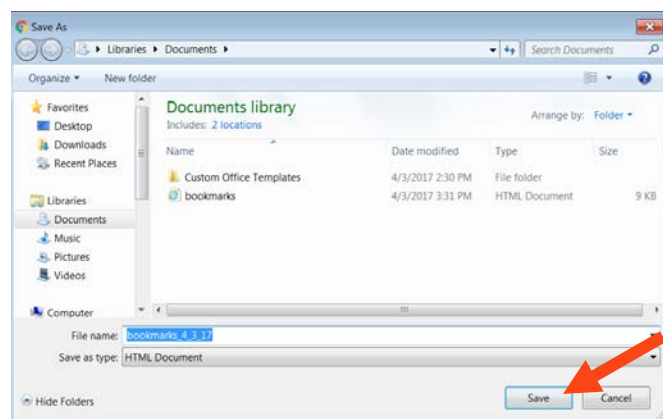 Save As
Libraries Documents
Search Documents
Organize New folder
Favorites
Desktop
Downloads
Recent Places
Libraries
Documents
Music
Pictures
Videos
Computer
Documents library
Includes: 2 locations
Arrange by: Folder
Name Date modified Type Size
Custom Office Templates 4/3/2017 2:30 PM File folder
bookmarks 4/3/2017 3:31 PM HTML Document 9 KB
File name: bookmarks_4_3_17
Save as type: HTML Document
Hide Folders
Save Cancel